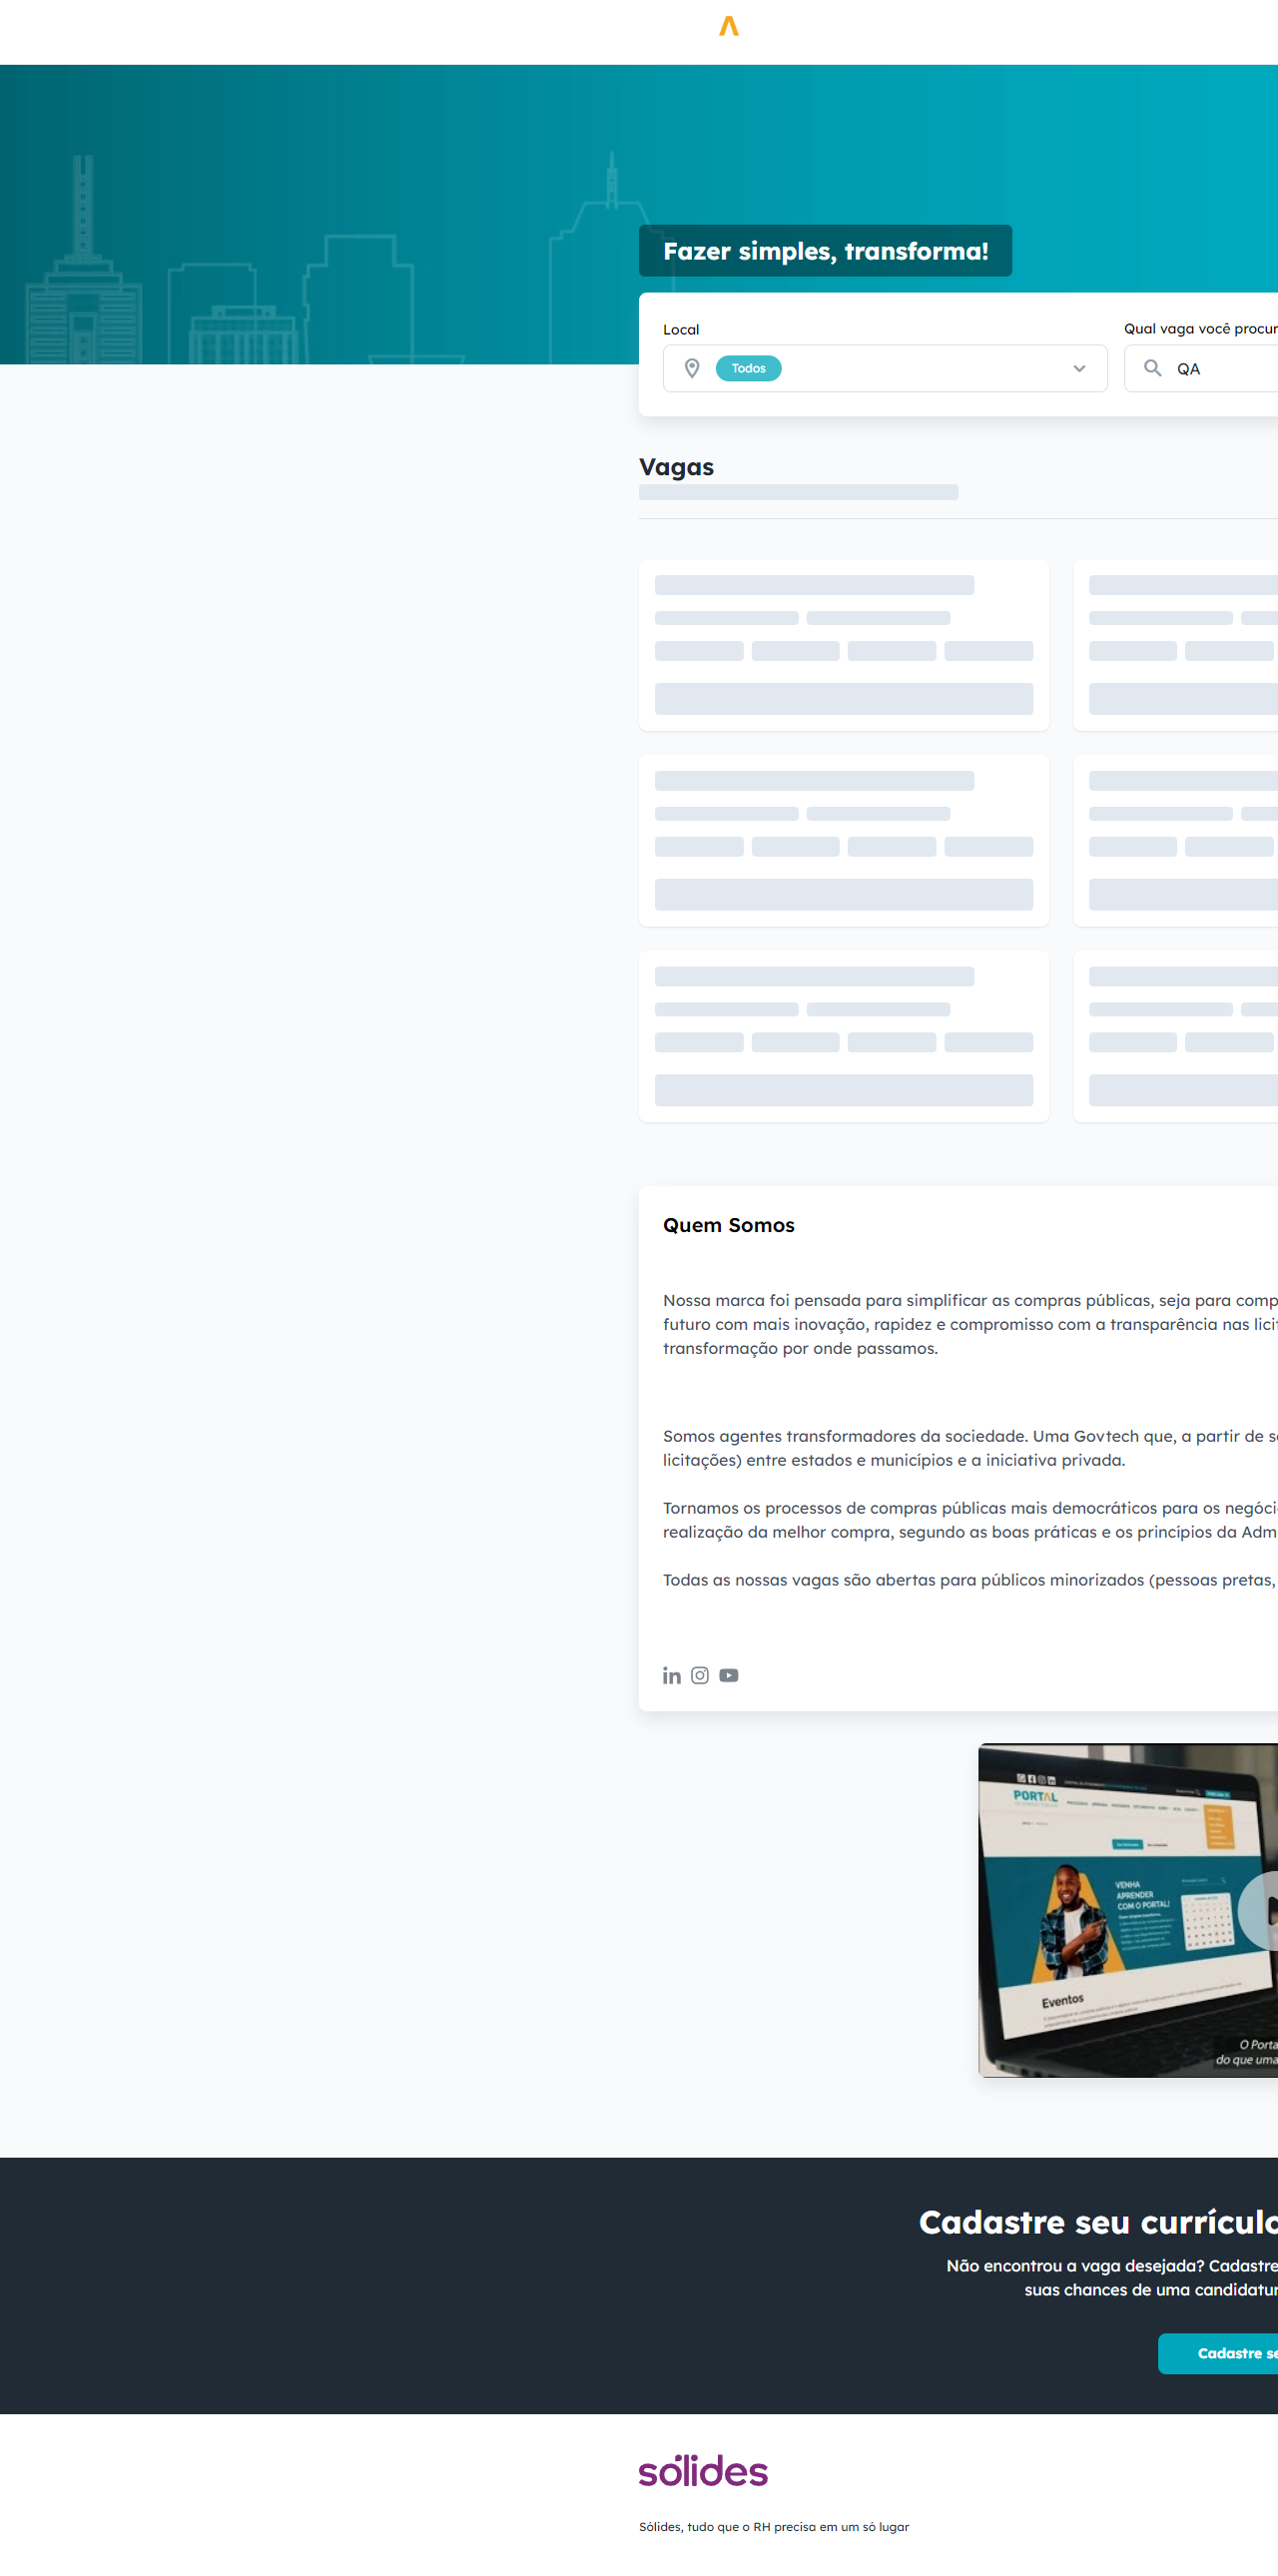 Fazer simples, transforma!
Local
Qual vaga você procur
Todos
QA
Vagas
Quem Somos
Nossa marca foi pensada para simplificar as compras públicas, seja para comp
futuro com mais inovação, rapidez e compromisso com a transparência nas licit
transformação por onde passamos.
Somos agentes transformadores da sociedade. Uma Govtech que, a partir de s
licitações) entre estados e municípios e a iniciativa privada.
Tornamos os processos de compras públicas mais democráticos para os negóci
realização da melhor compra, segundo as boas práticas e os princípios da Adm
Todas as nossas vagas são abertas para públicos minorizados (pessoas pretas,
PORTAL
VENHA
APRENDER
COM O PORTAL!
Eventos
O Porta
do que uma
Cadastre seu currículo
Não encontrou a vaga desejada? Cadastre
suas chances de uma candidatur
Cadastre se
sólides
Sólides, tudo que o RH precisa em um só lugar